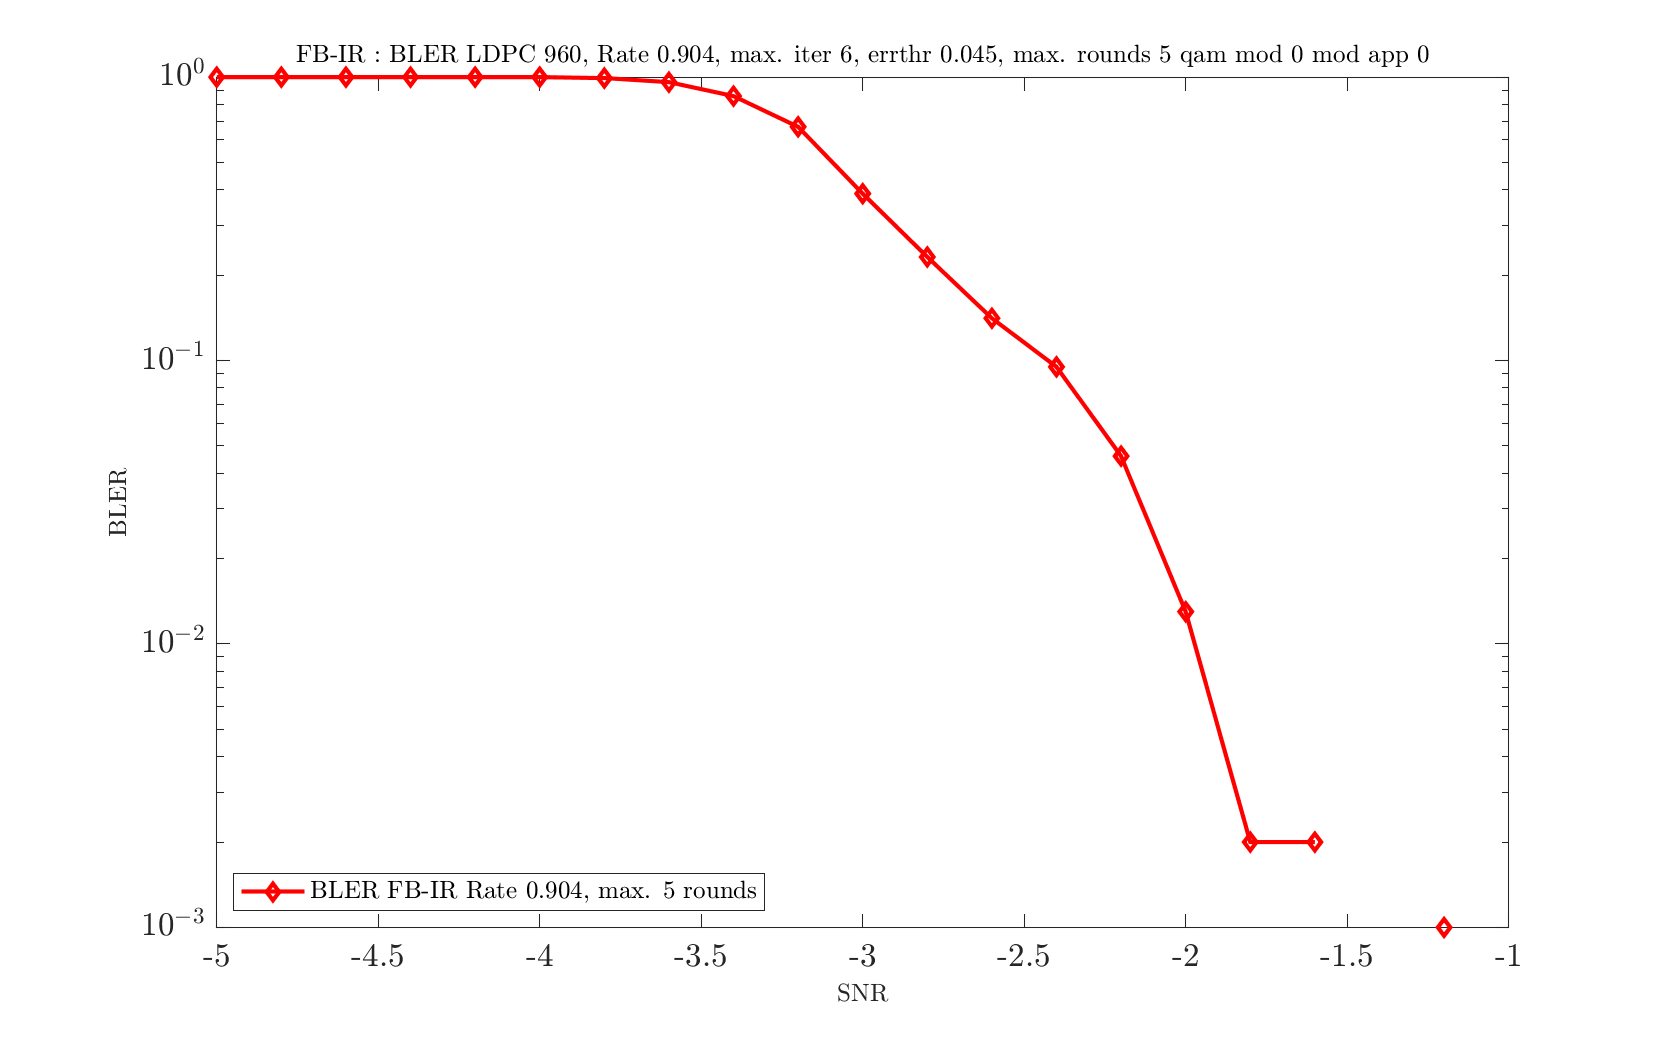 FB-IR : BLER LDPC 960, Rate 0.904, max. iter 6, errthr 0.045, max. rounds 5 qam mod 0 mod app 0
10^0
10^{-1}
10^{-2}
10^{-3}
BLER
BLER FB-IR Rate 0.904, max. 5 rounds
-5 -4.5 -4 -3.5 -3 -2.5 -2 -1.5 -1
SNR